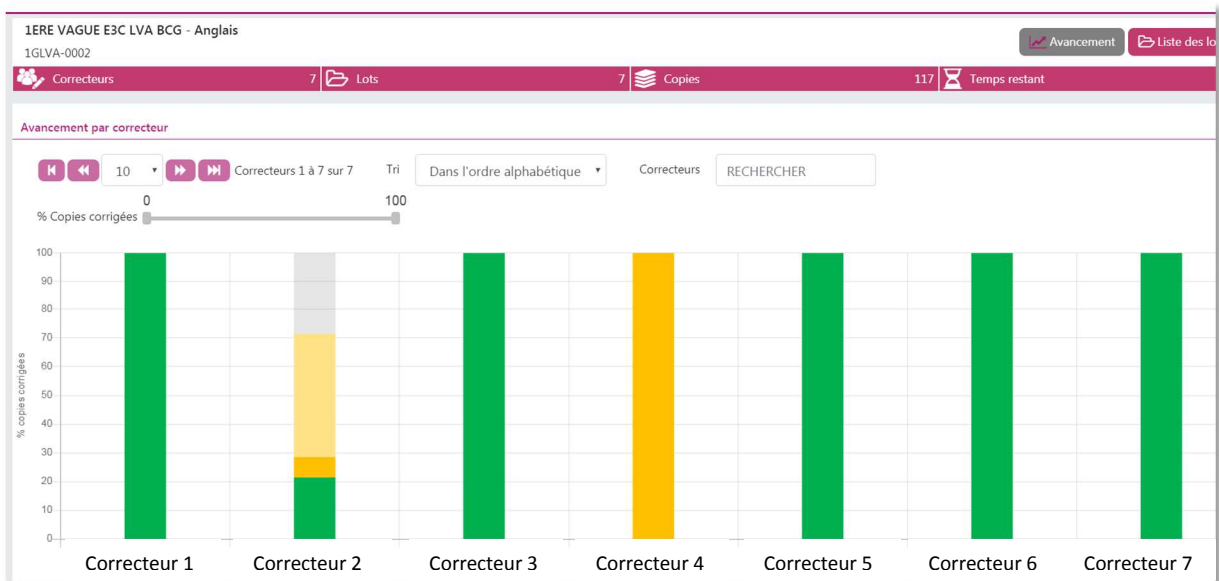 1ERE VAGUE E3C LVA BCG - Anglais
1GLVA-0002
Avancement Liste des lo
Correcteurs 7 Lots 7 Copies 117 Temps restant
Avancement par correcteur
10 Correcteurs 1 à 7 sur 7 Tri Dans l'ordre alphabétique Correcteurs RECHERCHER
0 100
% Copies corrigées
100
90
80
70
60
50
40
30
20
10
0
% copies corrigées
Correcteur 1 Correcteur 2 Correcteur 3 Correcteur 4 Correcteur 5 Correcteur 6 Correcteur 7